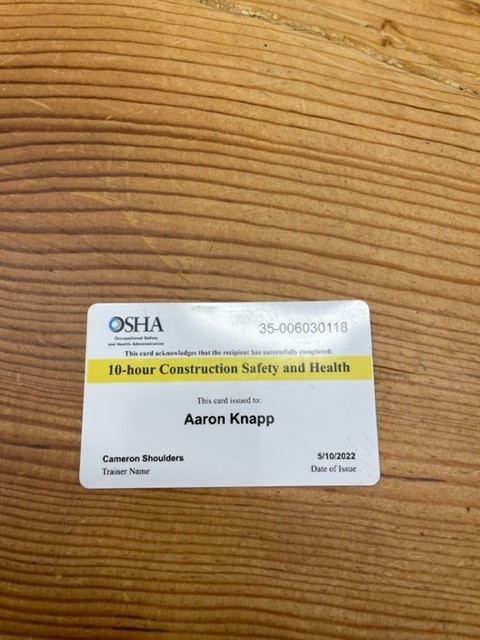 OSHA
Occupational Safety
and Health Administration
35-006030118
This card acknowledges that the recipient has successfully completed:
10-hour Construction Safety and Health
This card issued to:
Aaron Knapp
Cameron Shoulders
Trainer Name
5/10/2022
Date of Issue